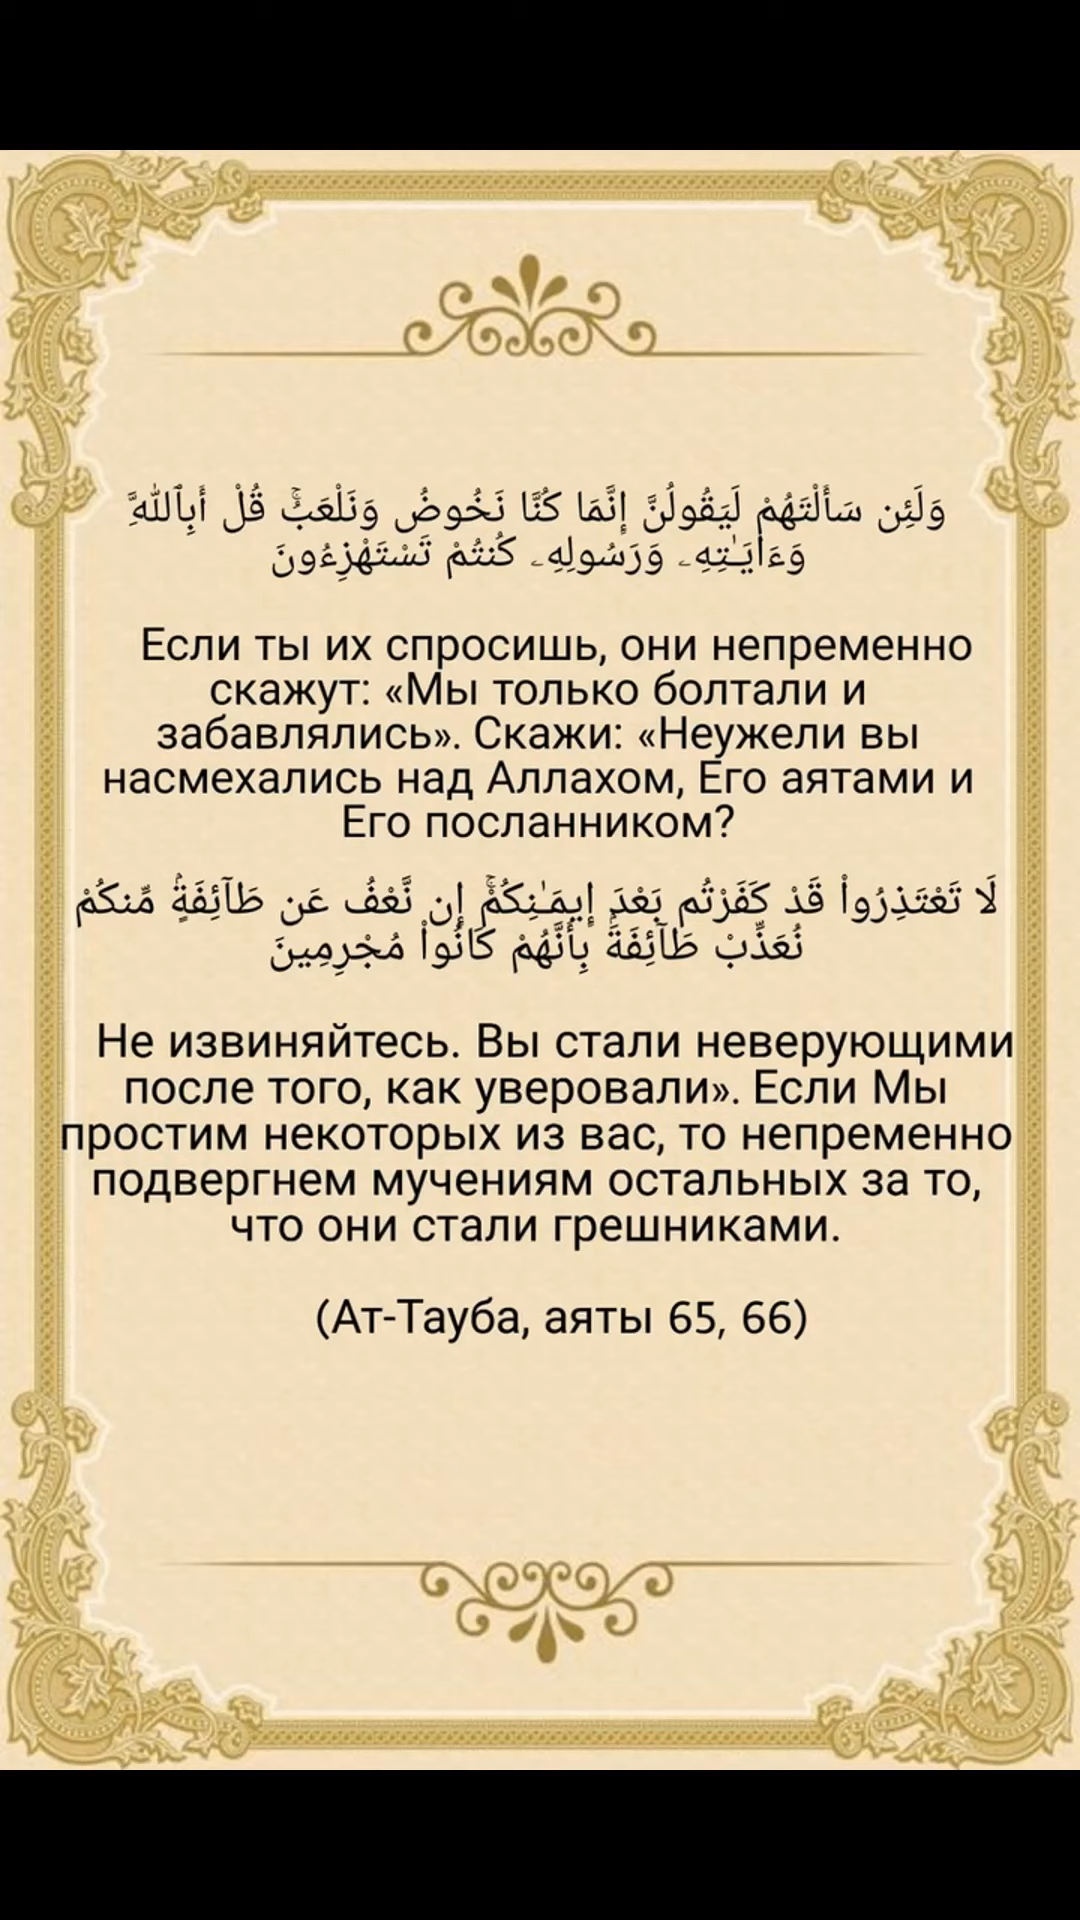 وَلَئِن سَأَلْتَهُمْ لَيَقُولُنَّ إِنَّمَا كُنَّا نَخُوضُ وَنَلْعَبُۚ قُلْ أَبِٱللَّهِ
وَءَايَـٰتِهِۦ وَرَسُولِهِۦ كُنتُمْ تَسْتَهْزِءُونَ
Если ты их спросишь, они непременно
скажут: «Мы только болтали и
забавлялись». Скажи: «Неужели вы
насмехались над Аллахом, Его аятами и
Его посланником?
لَا تَعْتَذِرُوا۟ قَدْ كَفَرْتُم بَعْدَ إِيمَـٰنِكُمْۚ إِن نَّعْفُ عَن طَآئِفَةٍۢ مِّنكُمْ
نُعَذِّبْ طَآئِفَةًۢ بِأَنَّهُمْ كَانُوا۟ مُجْرِمِينَ
Не извиняйтесь. Вы стали неверующими
после того, как уверовали». Если Мы
простим некоторых из вас, то непременно
подвергнем мучениям остальных за то,
что они стали грешниками.
(Ат-Тауба, аяты 65, 66)